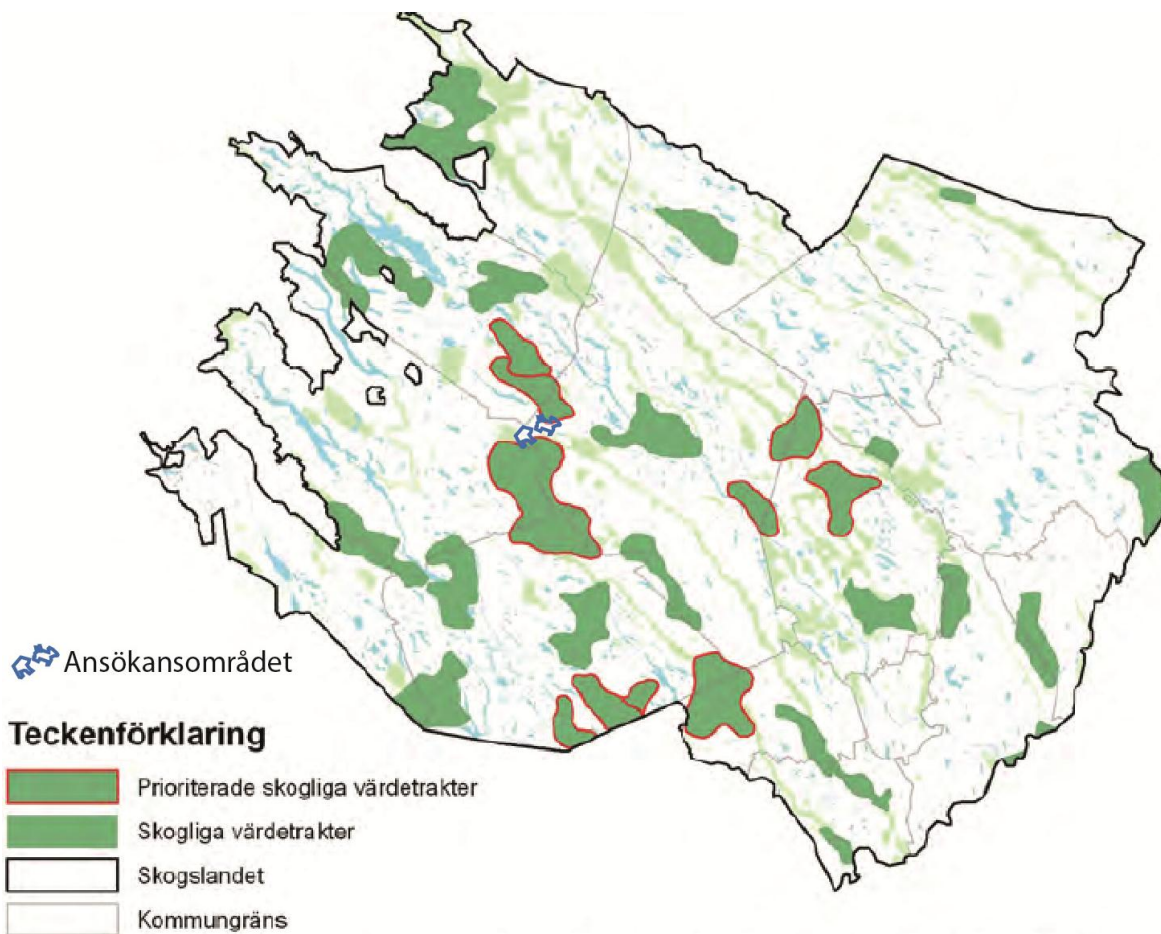 Ansökansområdet
Teckenförklaring
Prioriterade skogliga värdetrakter
Skogliga värdetrakter
Skogslandet
Kommungräns